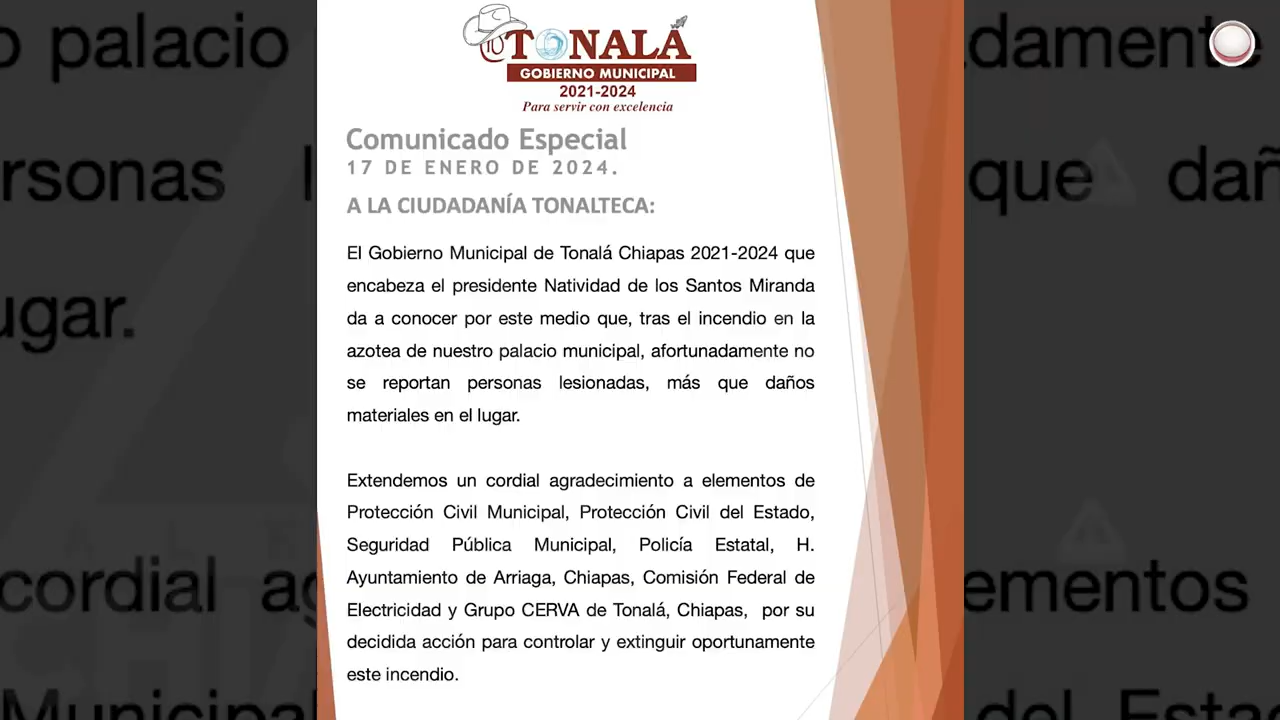 TONALÁ
GOBIERNO MUNICIPAL
2021-2024
Para servir con excelencia
Comunicado Especial
17 DE ENERO DE 2024.
A LA CIUDADANÍA TONALTECA:
El Gobierno Municipal de Tonalá Chiapas 2021-2024 que
encabeza el presidente Natividad de los Santos Miranda
da a conocer por este medio que, tras el incendio en la
azotea de nuestro palacio municipal, afortunadamente no
se reportan personas lesionadas, más que daños
materiales en el lugar.
Extendemos un cordial agradecimiento a elementos de
Protección Civil Municipal, Protección Civil del Estado,
Seguridad Pública Municipal, Policía Estatal, H.
Ayuntamiento de Arriaga, Chiapas, Comisión Federal de
Electricidad y Grupo CERVA de Tonalá, Chiapas, por su
decidida acción para controlar y extinguir oportunamente
este incendio.